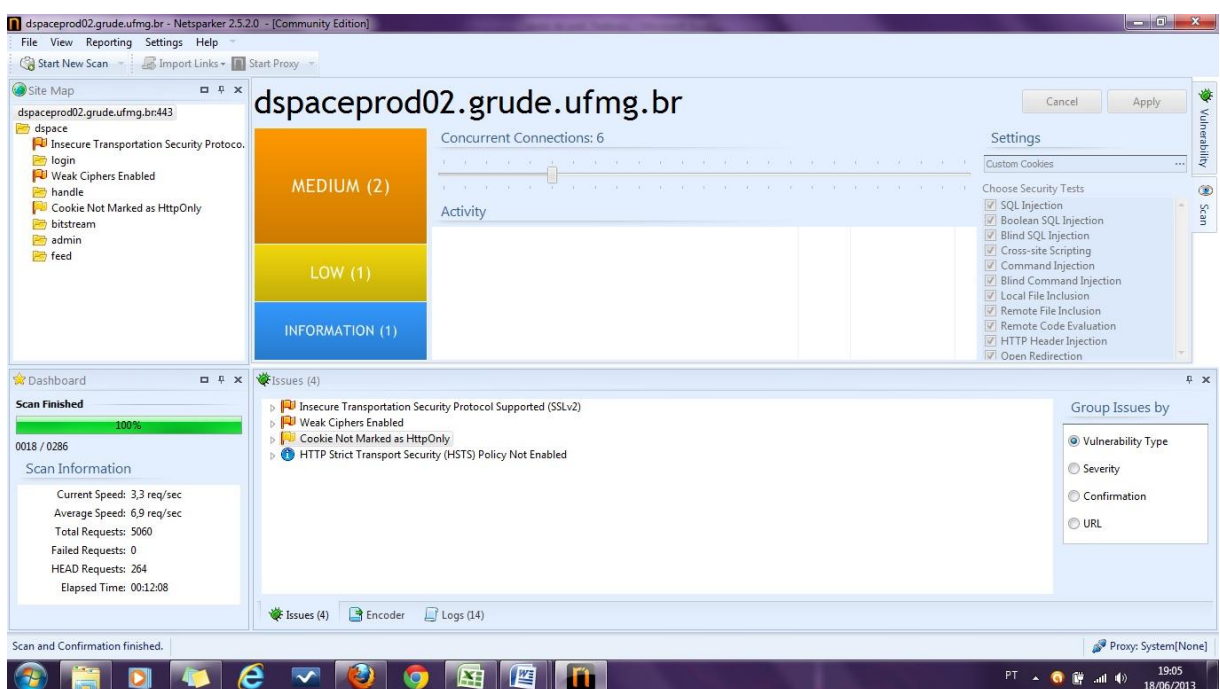 dspaceprod02.grude.ufmg.br - Netsparker 2.5.2.0 - [Community Edition]
File View Reporting Settings Help
Start New Scan Import Links Start Proxy
Site Map
dspaceprod02.grude.ufmg.br:443
dspace
Insecure Transportation Security Protoco.
login
Weak Ciphers Enabled
handle
Cookie Not Marked as HttpOnly
bitstream
admin
feed
dspaceprod02.grude.ufmg.br
Cancel Apply
MEDIUM (2)
LOW (1)
INFORMATION (1)
Concurrent Connections: 6
Activity
Settings
Custom Cookies ...
Choose Security Tests
SQL Injection
Boolean SQL Injection
Blind SQL Injection
Cross-site Scripting
Command Injection
Blind Command Injection
Local File Inclusion
Remote File Inclusion
Remote Code Evaluation
HTTP Header Injection
Open Redirection
Vulnerability
Scan
Dashboard
Scan Finished
100%
0018 / 0286
Scan Information
Current Speed: 3,3 req/sec
Average Speed: 6,9 req/sec
Total Requests: 5060
Failed Requests: 0
HEAD Requests: 264
Elapsed Time: 00:12:08
Issues (4)
Insecure Transportation Security Protocol Supported (SSLv2)
Weak Ciphers Enabled
Cookie Not Marked as HttpOnly
HTTP Strict Transport Security (HSTS) Policy Not Enabled
Group Issues by
Vulnerability Type
Severity
Confirmation
URL
Issues (4) Encoder Logs (14)
Scan and Confirmation finished.
Proxy: System[None]
PT
19:05
18/06/2013